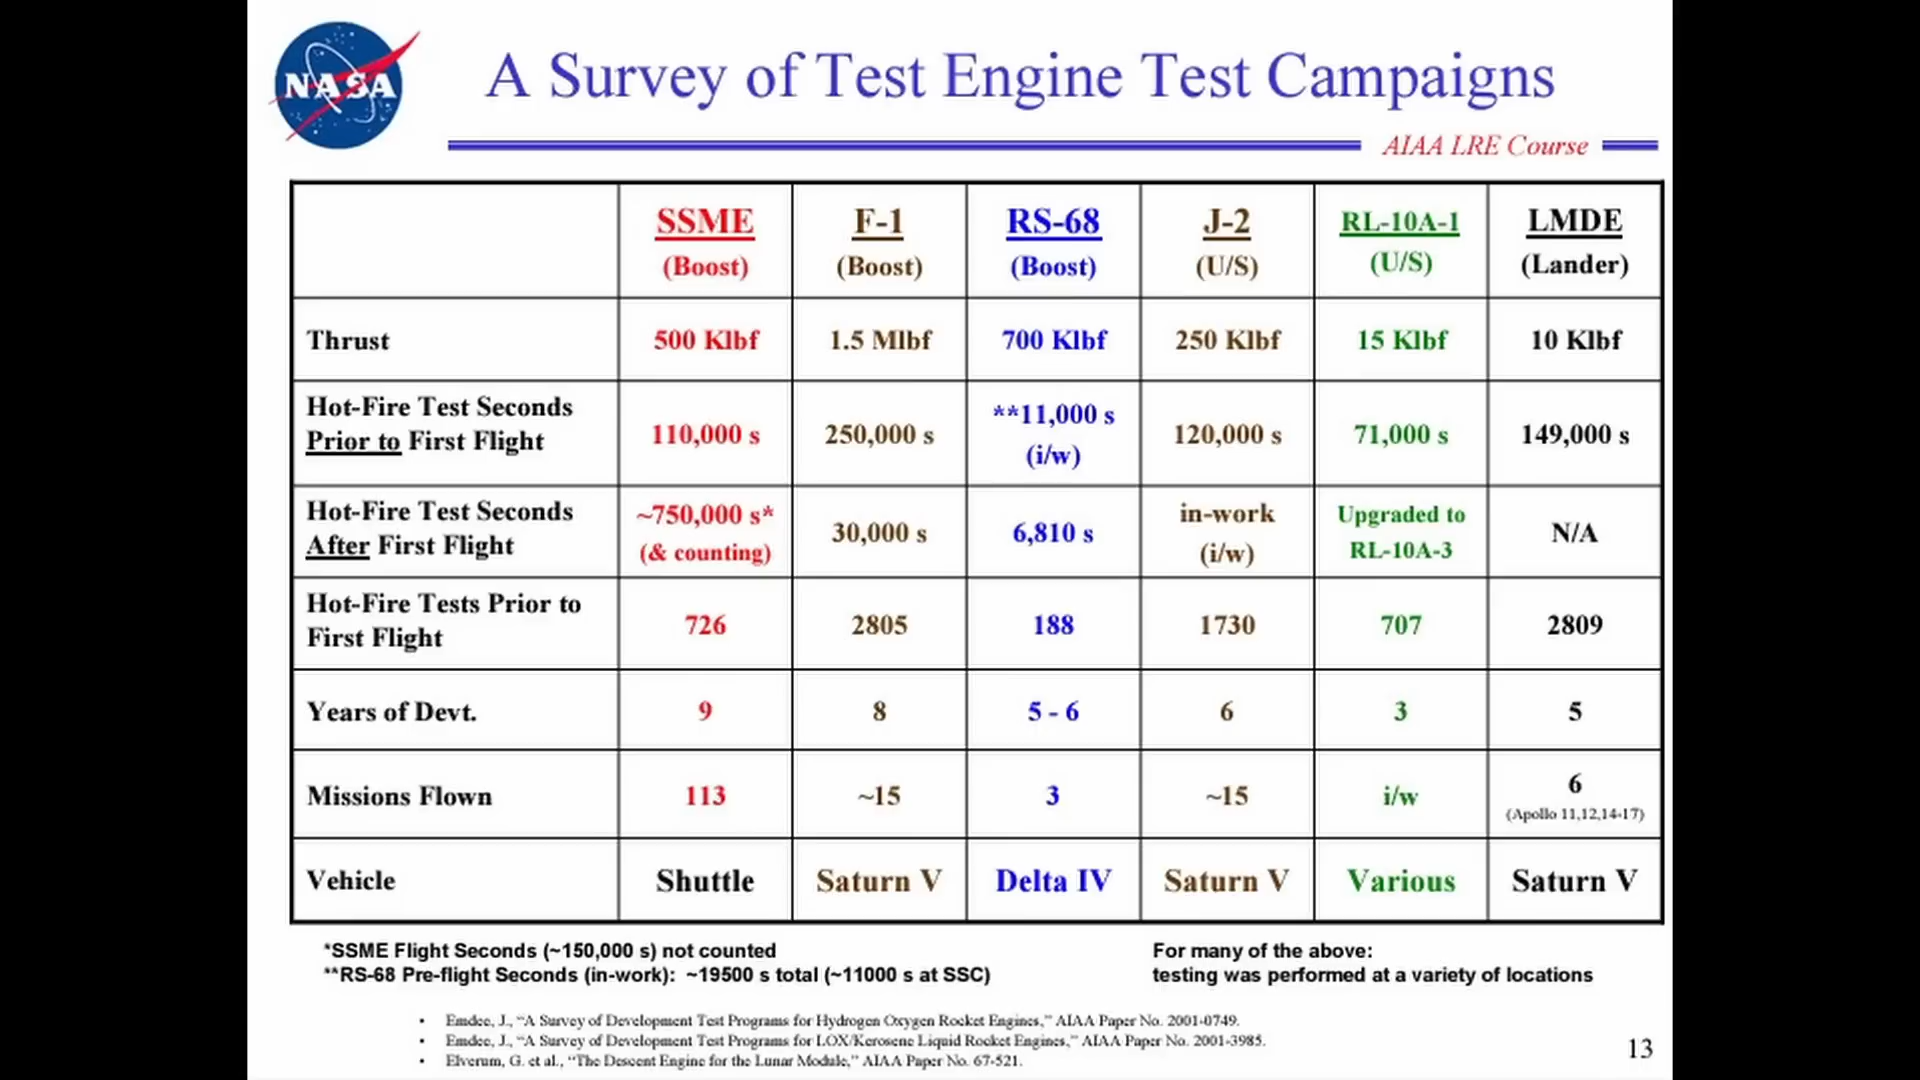 NASA
A Survey of Test Engine Test Campaigns
AIAA LRE Course
SSME
(Boost)
F-1
(Boost)
RS-68
(Boost)
J-2
(U/S)
RL-10A-1
(U/S)
LMDE
(Lander)
Thrust
500 Klbf
1.5 Mlbf
700 Klbf
250 Klbf
15 Klbf
10 Klbf
Hot-Fire Test Seconds
Prior to First Flight
110,000 s
250,000 s
**11,000 s
(i/w)
120,000 s
71,000 s
149,000 s
Hot-Fire Test Seconds
After First Flight
~750,000 s*
(& counting)
30,000 s
6,810 s
in-work
(i/w)
Upgraded to
RL-10A-3
N/A
Hot-Fire Tests Prior to
First Flight
726
2805
188
1730
707
2809
Years of Devt.
9
8
5 - 6
6
3
5
Missions Flown
113
~15
3
~15
i/w
6
(Apollo 11,12,14-17)
Vehicle
Shuttle
Saturn V
Delta IV
Saturn V
Various
Saturn V
*SSME Flight Seconds (~150,000 s) not counted
**RS-68 Pre-flight Seconds (in-work): ~19500 s total (~11000 s at SSC)
For many of the above:
testing was performed at a variety of locations
• Emdee, J., “A Survey of Development Test Programs for Hydrogen Oxygen Rocket Engines,” AIAA Paper No. 2001-0749.
• Emdee, J., “A Survey of Development Test Programs for LOX/Kerosene Liquid Rocket Engines,” AIAA Paper No. 2001-3985.
• Elverum, G. et al., “The Descent Engine for the Lunar Module,” AIAA Paper No. 67-521.
13